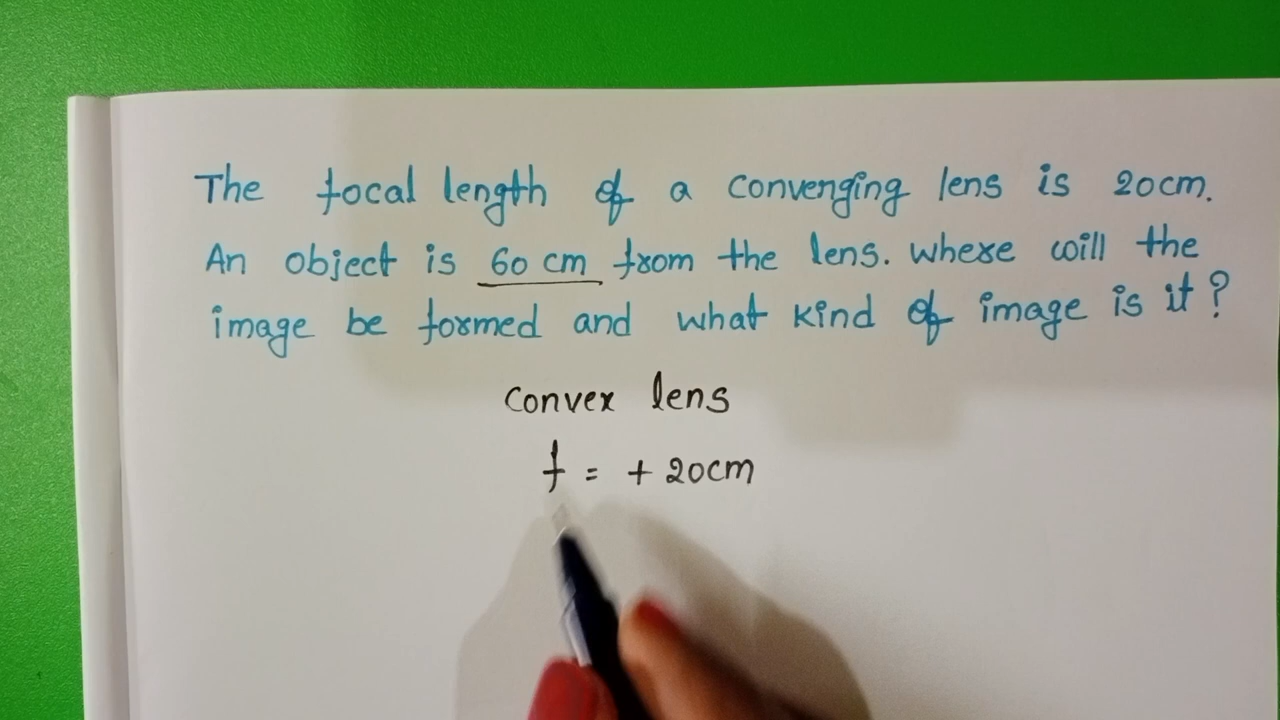 The focal length of a converging lens is 20cm.
An object is 60 cm from the lens. where will the
image be formed and what kind of image is it?
convex lens
f = + 20cm